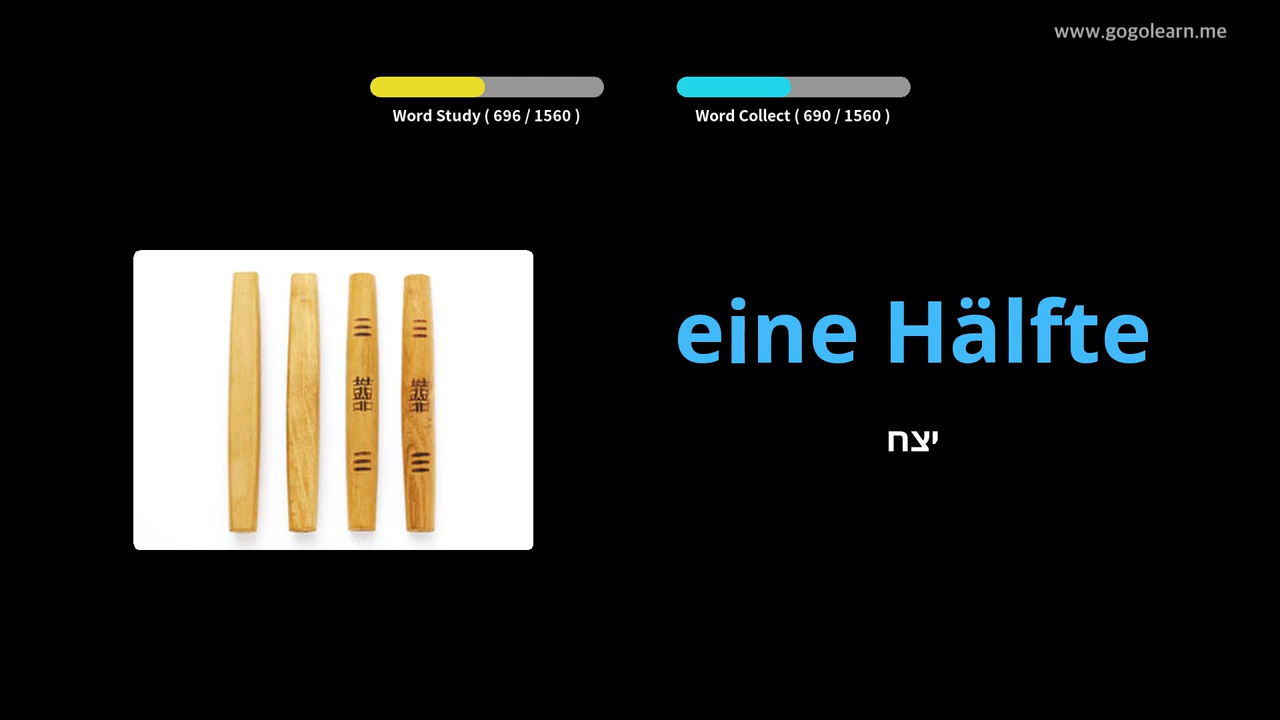 www.gogolearn.me
Word Study ( 696 / 1560 )
Word Collect ( 690 / 1560 )
eine Hälfte
יצח